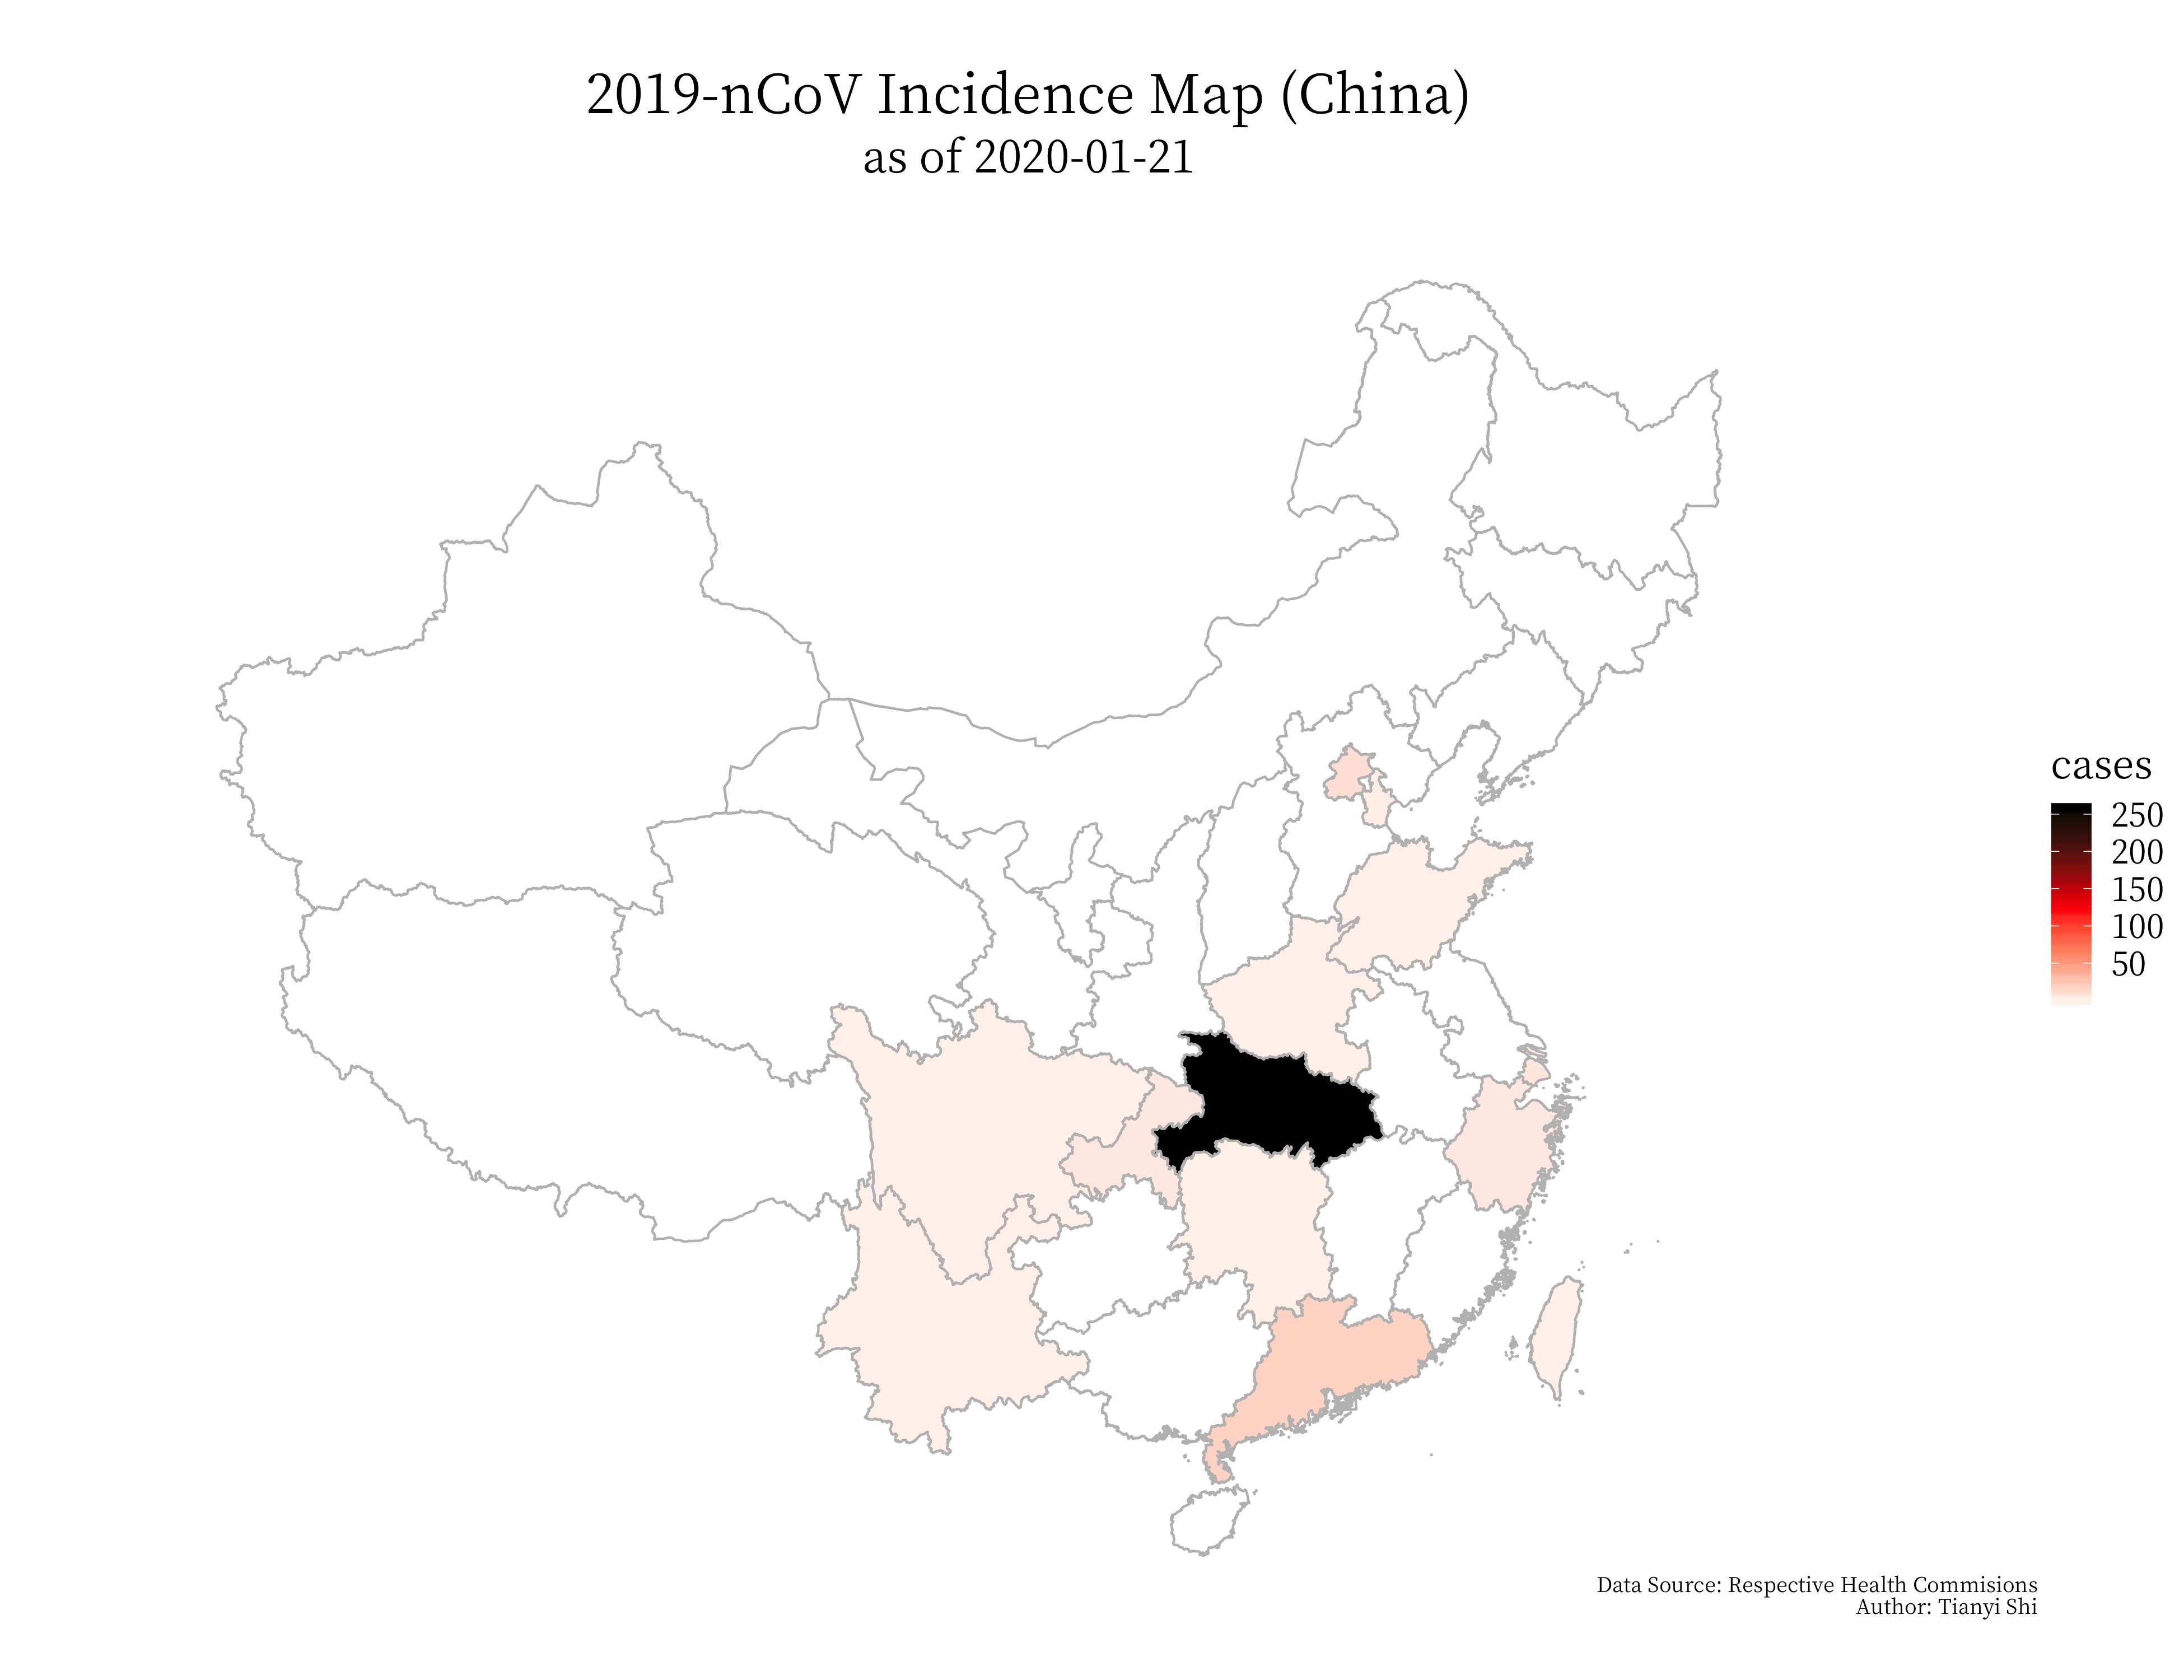 2019-nCoV Incidence Map (China)
as of 2020-01-21
cases
250
200
150
100
50
Data Source: Respective Health Commisions
Author: Tianyi Shi